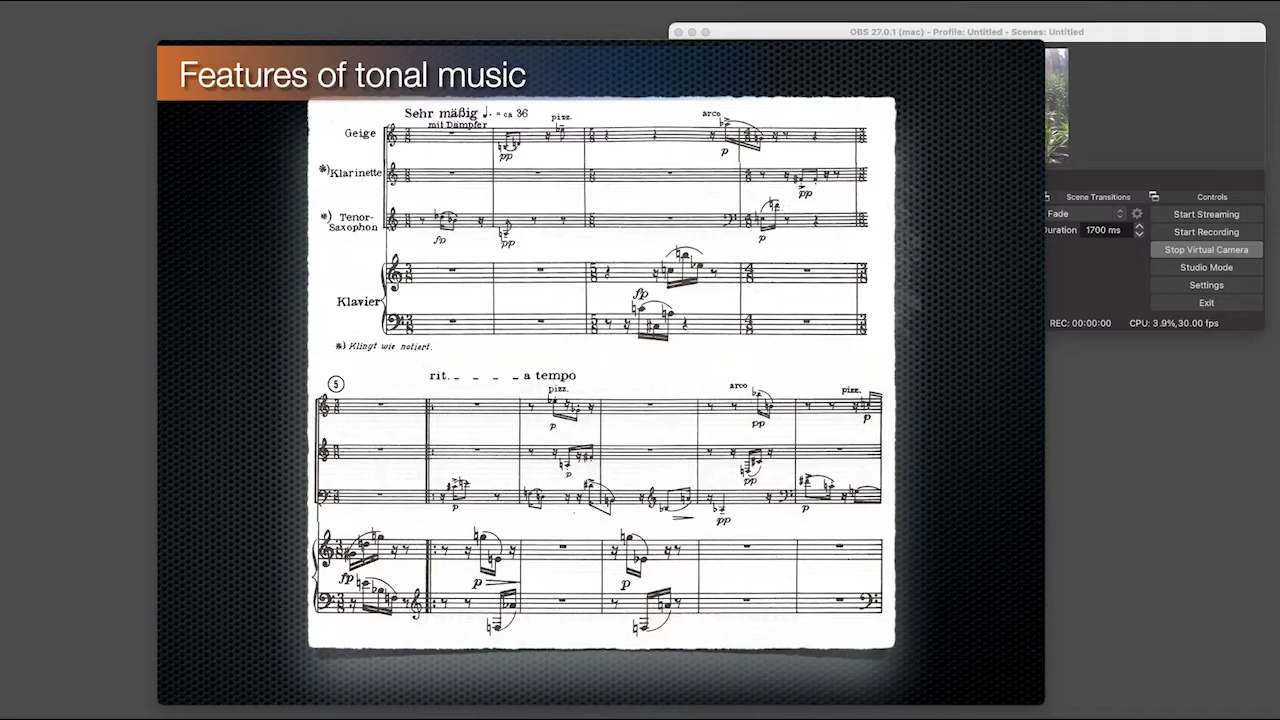 OBS 27.0.1 (mac) - Profile: Untitled - Scenes: Untitled
Features of tonal music
Sehr mäßig ♩. = ca 36
mit Dämpfer
pizz.
arco
Geige
pp
p
*) Klarinette
pp
*) Tenor-
Saxophon
fp
pp
p
Klavier
fp
*) Klingt wie notiert.
5
rit. _ _ _ _ a tempo
pizz.
arco
pizz.
p
pp
p
p
pp
p
pp
p
fp
p
p
Scene Transitions
Controls
Fade
Start Streaming
Duration
1700 ms
Start Recording
Stop Virtual Camera
Studio Mode
Settings
Exit
REC: 00:00:00
CPU: 3.9%,30.00 fps